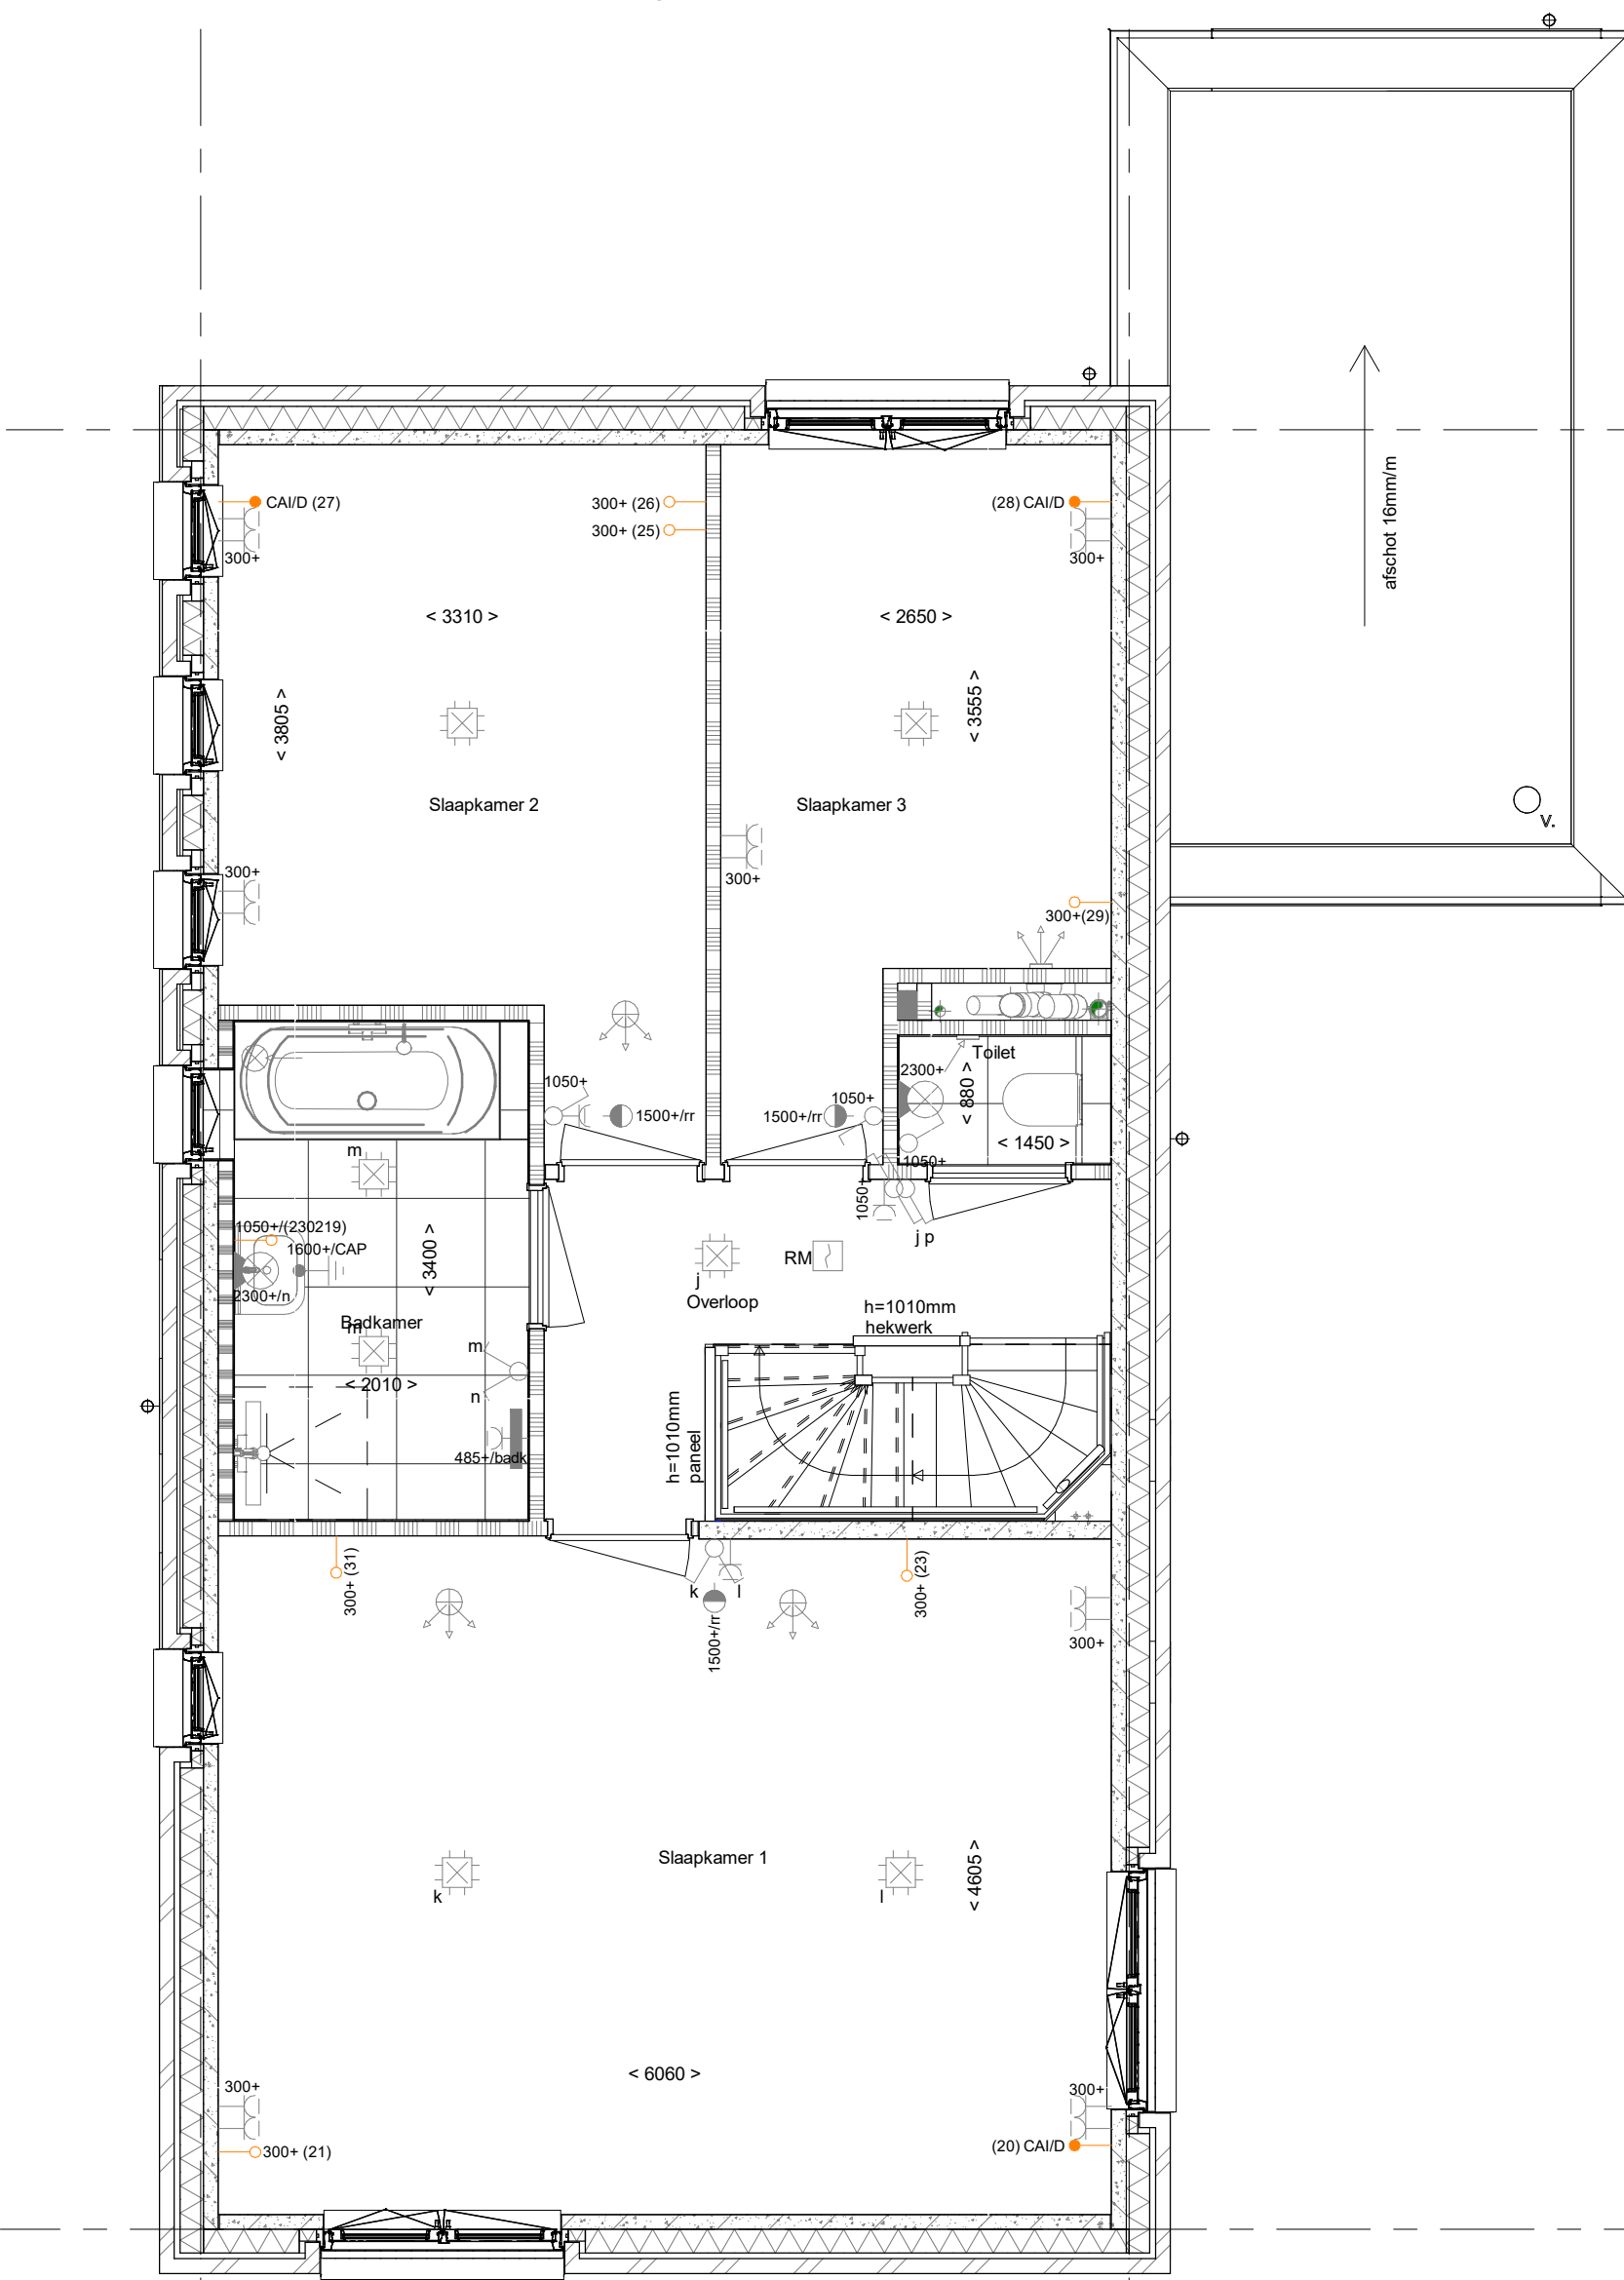 CAI/D (27)
300+
300+ (26)
300+ (25)
(28) CAI/D
300+
afschot 16mm/m
< 3310 >
< 2650 >
< 3805 >
< 3555 >
Slaapkamer 2
Slaapkamer 3
v.
300+
300+
300+(29)
Toilet
2300+
< 880 >
1050+
1500+/rr
1500+/rr
1050+
< 1450 >
1050+
1050+
m
j p
1050+/(230219)
1600+/CAP
< 3400 >
2300+/n
RM
j
Overloop
h=1010mm
hekwerk
Badkamer
m
m
< 2010 >
n
h=1010mm
paneel
485+/badk
300+ (31)
300+ (23)
k
l
1500+/rr
300+
Slaapkamer 1
k
l
< 4605 >
< 6060 >
300+
300+
300+ (21)
(20) CAI/D